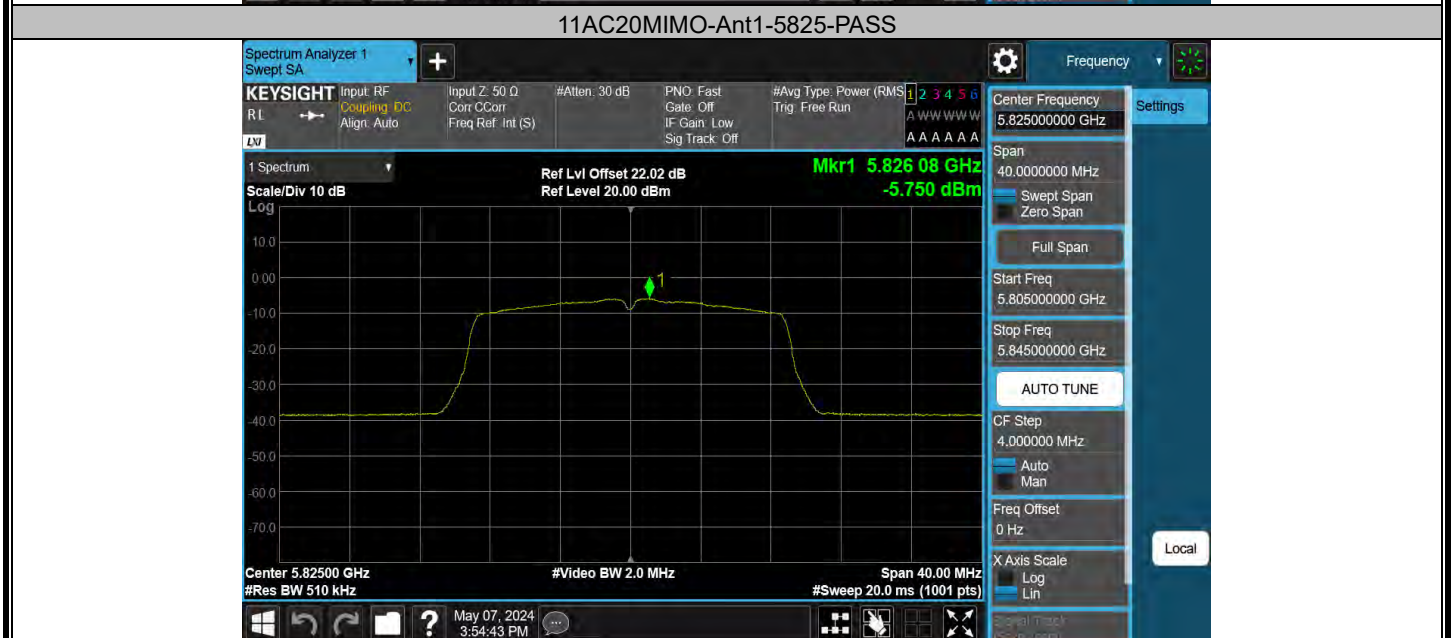 11AC20MIMO-Ant1-5825-PASS
Spectrum Analyzer 1
Swept SA
+
Frequency
KEYSIGHT
RL
LXI
Input: RF
Coupling: DC
Align: Auto
Input Z: 50 Ω
Corr CCorr
Freq Ref: Int (S)
#Atten: 30 dB
PNO: Fast
Gate: Off
IF Gain: Low
Sig Track: Off
#Avg Type: Power (RMS
Trig: Free Run
1 2 3 4 5 6
A W W W W W
A A A A A A
Center Frequency
5.825000000 GHz
Settings
Span
40.0000000 MHz
Swept Span
Zero Span
Full Span
Start Freq
5.805000000 GHz
Stop Freq
5.845000000 GHz
AUTO TUNE
CF Step
4.000000 MHz
Auto
Man
Freq Offset
0 Hz
X Axis Scale
Log
Lin
Signal Track
Local
1 Spectrum
Scale/Div 10 dB
Log
Ref Lvl Offset 22.02 dB
Ref Level 20.00 dBm
Mkr1 5.826 08 GHz
-5.750 dBm
10.0
0.00
-10.0
-20.0
-30.0
-40.0
-50.0
-60.0
-70.0
1
Center 5.82500 GHz
#Res BW 510 kHz
#Video BW 2.0 MHz
Span 40.00 MHz
#Sweep 20.0 ms (1001 pts)
?
May 07, 2024
3:54:43 PM